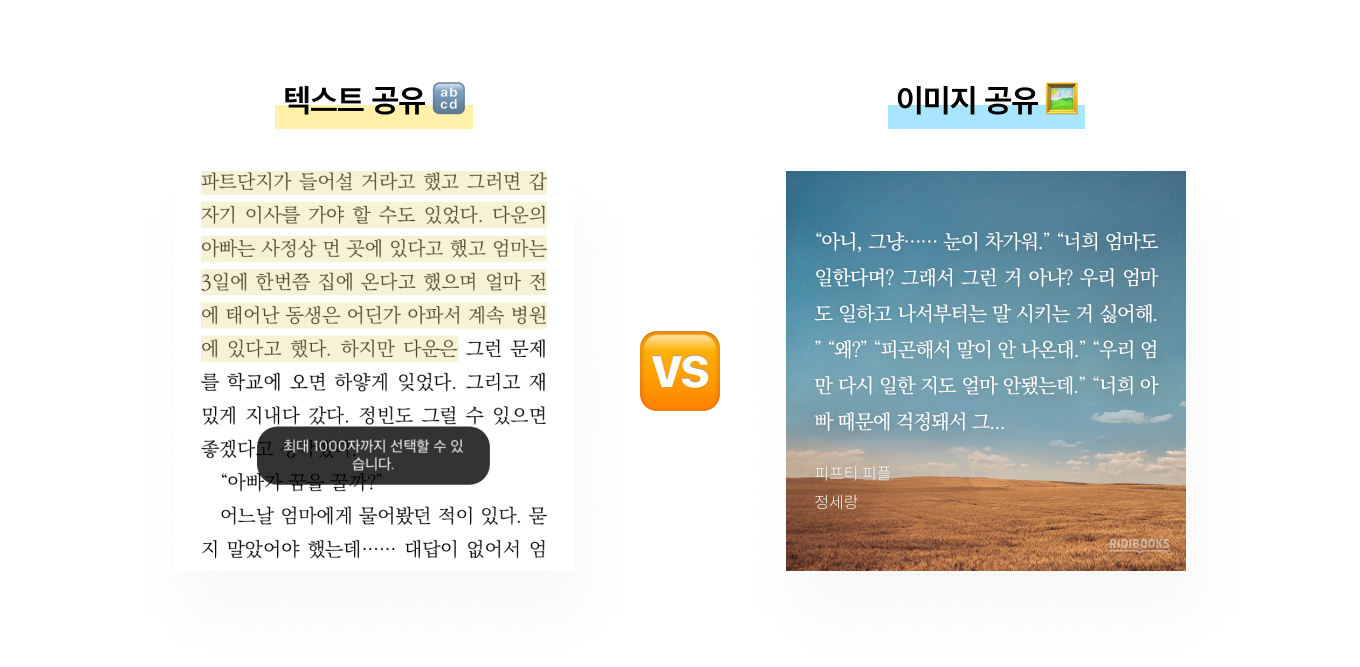 텍스트 공유
파트단지가 들어설 거라고 했고 그러면 갑
자기 이사를 가야 할 수도 있었다. 다운의
아빠는 사정상 먼 곳에 있다고 했고 엄마는
3일에 한번쯤 집에 온다고 했으며 얼마 전
에 태어난 동생은 어딘가 아파서 계속 병원
에 있다고 했다. 하지만 다운은 그런 문제
를 학교에 오면 하얗게 잊었다. 그리고 재
밌게 지내다 갔다. 정빈도 그럴 수 있으면
좋겠다고
최대 1000자까지 선택할 수 있
습니다.
“아빠가 꿈을 꿀까?”
어느날 엄마에게 물어봤던 적이 있다. 묻
지 말았어야 했는데…… 대답이 없어서 엄
VS
이미지 공유
“아니, 그냥…… 눈이 차가워.” “너희 엄마도
일한다며? 그래서 그런 거 아냐? 우리 엄마
도 일하고 나서부터는 말 시키는 거 싫어해.
” “왜?” “피곤해서 말이 안 나온대.” “우리 엄
만 다시 일한 지도 얼마 안됐는데.” “너희 아
빠 때문에 걱정돼서 그...
피프티 피플
정세랑
RIDIBOOKS